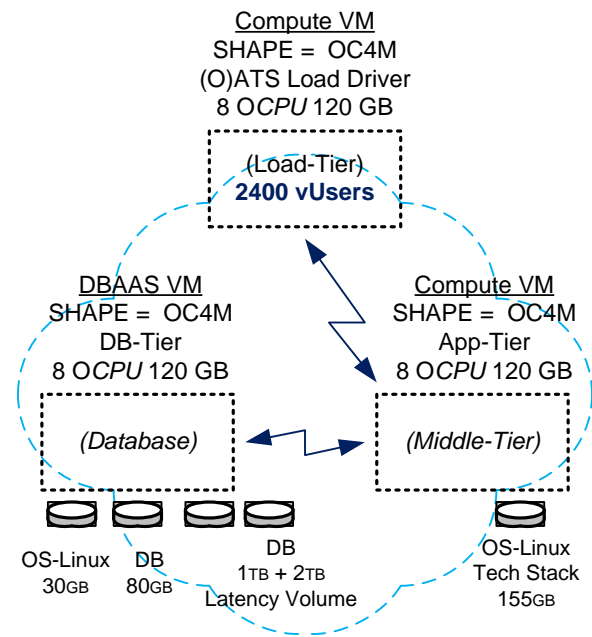 Compute VM
SHAPE = OC4M
(O)ATS Load Driver
8 OCPU 120 GB
(Load-Tier)
2400 vUsers
DBAAS VM
SHAPE = OC4M
DB-Tier
8 OCPU 120 GB
(Database)
Compute VM
SHAPE = OC4M
App-Tier
8 OCPU 120 GB
(Middle-Tier)
OS-Linux
30GB
DB
80GB
DB
1TB + 2TB
Latency Volume
OS-Linux
Tech Stack
155GB